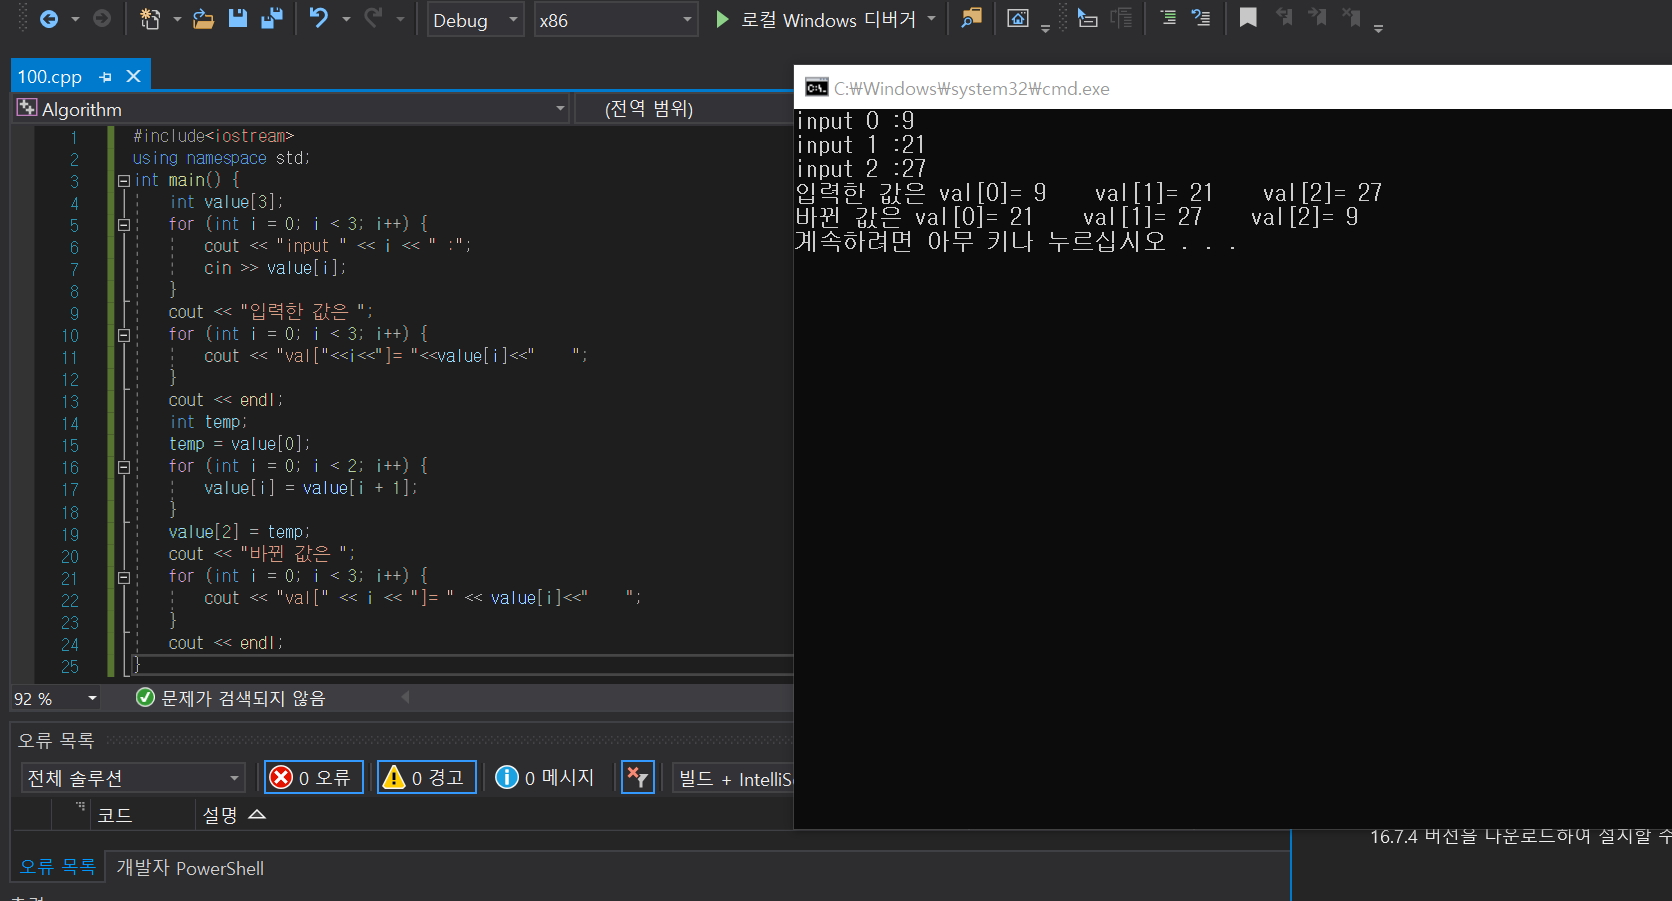 Debug x86 로컬 Windows 디버거
100.cpp
Algorithm (전역 범위)
1 #include<iostream>
2 using namespace std;
3 int main() {
4 int value[3];
5 for (int i = 0; i < 3; i++) {
6 cout << "input " << i << " :";
7 cin >> value[i];
8 }
9 cout << "입력한 값은 ";
10 for (int i = 0; i < 3; i++) {
11 cout << "val["<<i<<"]= "<<value[i]<<"    ";
12 }
13 cout << endl;
14 int temp;
15 temp = value[0];
16 for (int i = 0; i < 2; i++) {
17 value[i] = value[i + 1];
18 }
19 value[2] = temp;
20 cout << "바뀐 값은 ";
21 for (int i = 0; i < 3; i++) {
22 cout << "val[" << i << "]= " << value[i]<<"    ";
23 }
24 cout << endl;
25 }
92 % 문제가 검색되지 않음
오류 목록
전체 솔루션 0 오류 0 경고 0 메시지 빌드 + IntelliS
코드 설명
오류 목록 개발자 PowerShell
C:₩Windows₩system32₩cmd.exe
input 0 :9
input 1 :21
input 2 :27
입력한 값은 val[0]= 9    val[1]= 21    val[2]= 27
바뀐 값은 val[0]= 21    val[1]= 27    val[2]= 9
계속하려면 아무 키나 누르십시오 . . .
16.7.4 버전을 다운로드하여 설치할 수